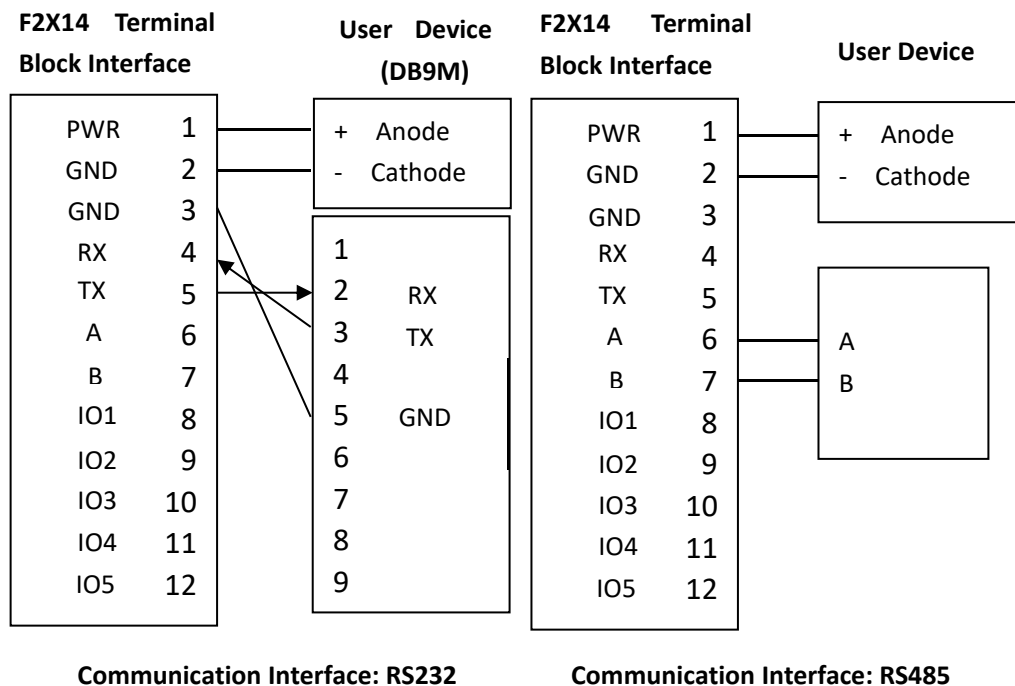 F2X14 Terminal
Block Interface
PWR 1
GND 2
GND 3
RX 4
TX 5
A 6
B 7
IO1 8
IO2 9
IO3 10
IO4 11
IO5 12
User Device
(DB9M)
+ Anode
- Cathode
1
2 RX
3 TX
4
5 GND
6
7
8
9
Communication Interface: RS232
F2X14 Terminal
Block Interface
PWR 1
GND 2
GND 3
RX 4
TX 5
A 6
B 7
IO1 8
IO2 9
IO3 10
IO4 11
IO5 12
User Device
+ Anode
- Cathode
A
B
Communication Interface: RS485